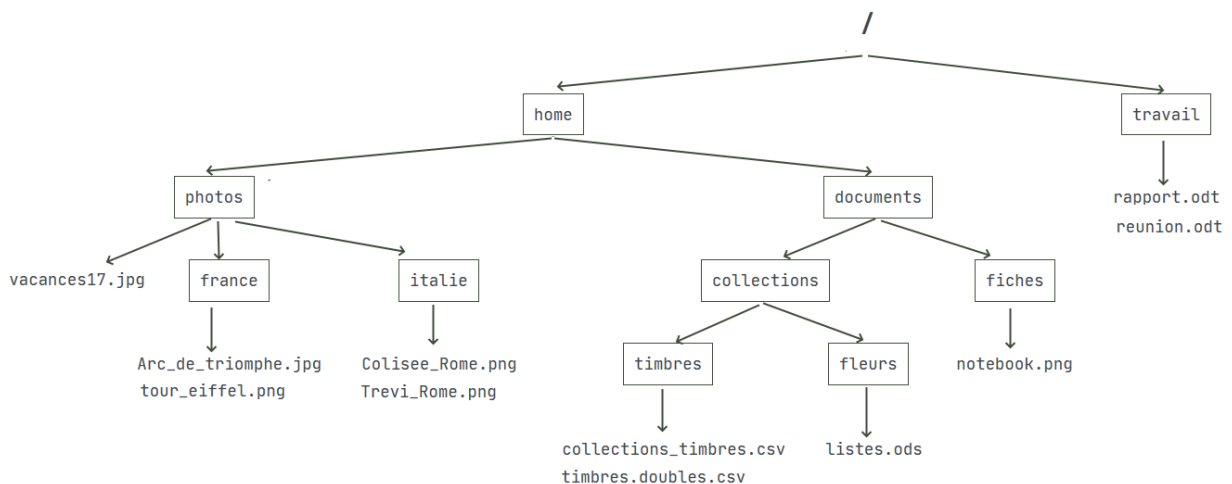 /
home
travail
photos
documents
rapport.odt
reunion.odt
vacances17.jpg
france
italie
collections
fiches
Arc_de_triomphe.jpg
tour_eiffel.png
Colisee_Rome.png
Trevi_Rome.png
timbres
fleurs
notebook.png
collections_timbres.csv
timbres.doubles.csv
listes.ods